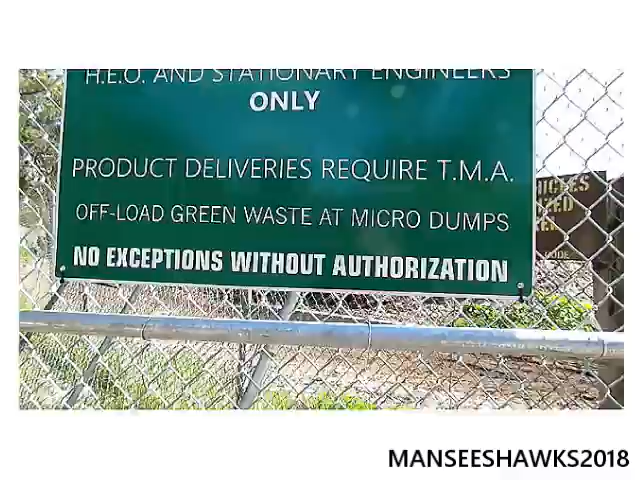 H.E.O. AND STATIONARY ENGINEERS
ONLY
PRODUCT DELIVERIES REQUIRE T.M.A.
OFF-LOAD GREEN WASTE AT MICRO DUMPS
NO EXCEPTIONS WITHOUT AUTHORIZATION
MANSEESHAWKS2018